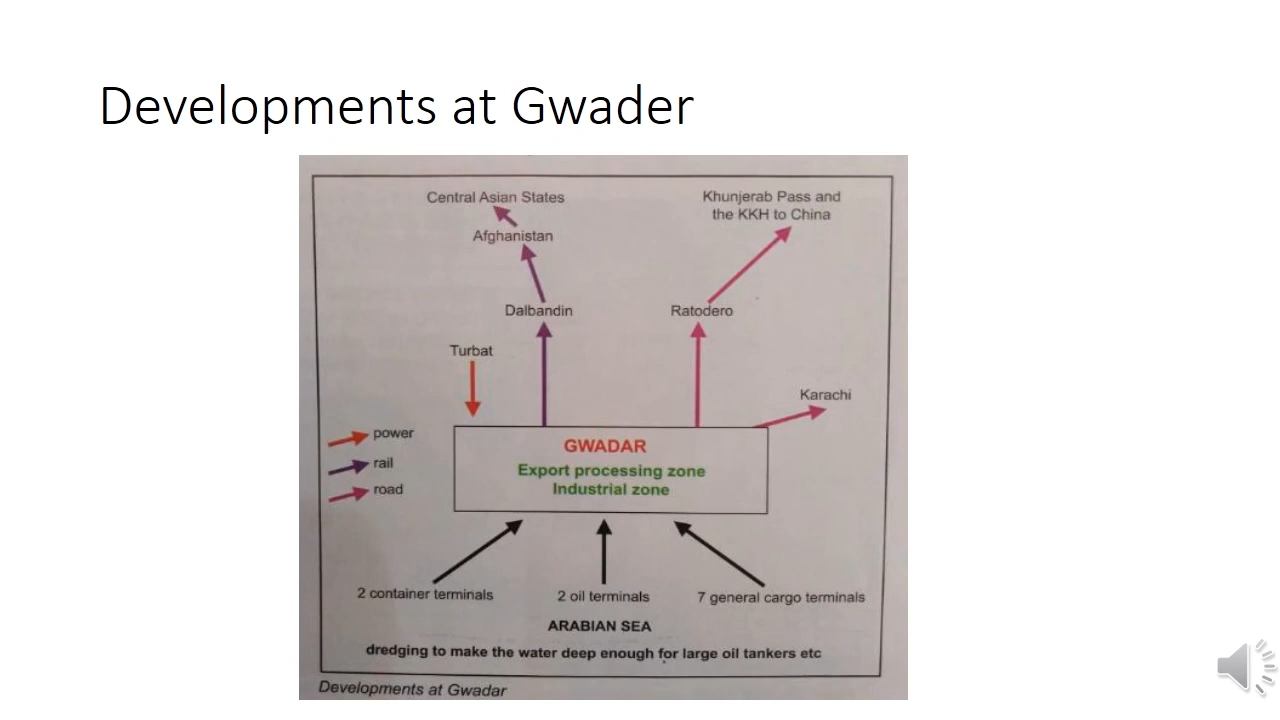 Developments at Gwader
Central Asian States
Khunjerab Pass and
the KKH to China
Afghanistan
Dalbandin
Ratodero
Turbat
Karachi
power
rail
road
GWADAR
Export processing zone
Industrial zone
2 container terminals
2 oil terminals
7 general cargo terminals
ARABIAN SEA
dredging to make the water deep enough for large oil tankers etc
Developments at Gwadar